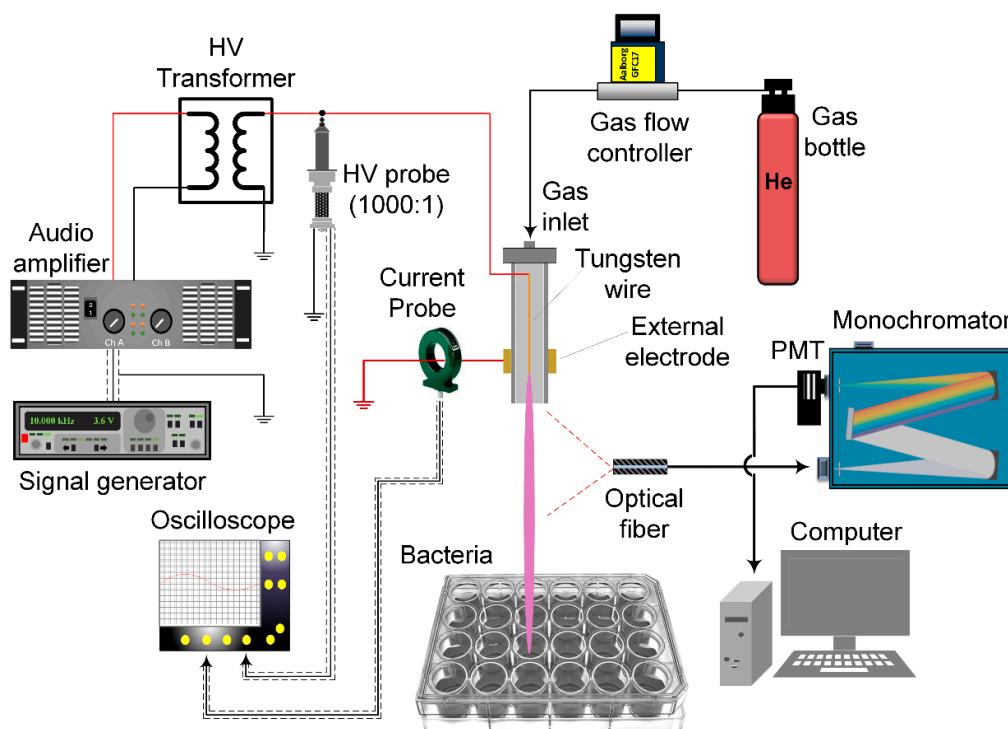 HV
Transformer
Aalborg
GFC17
Gas flow
controller
Gas
bottle
He
HV probe
(1000:1)
Gas
inlet
Audio
amplifier
Tungsten
wire
Current
Probe
External
electrode
Monochromator
PMT
Ch A
Ch B
10.000 kHz 3.6 V
Signal generator
Optical
fiber
Oscilloscope
Bacteria
Computer